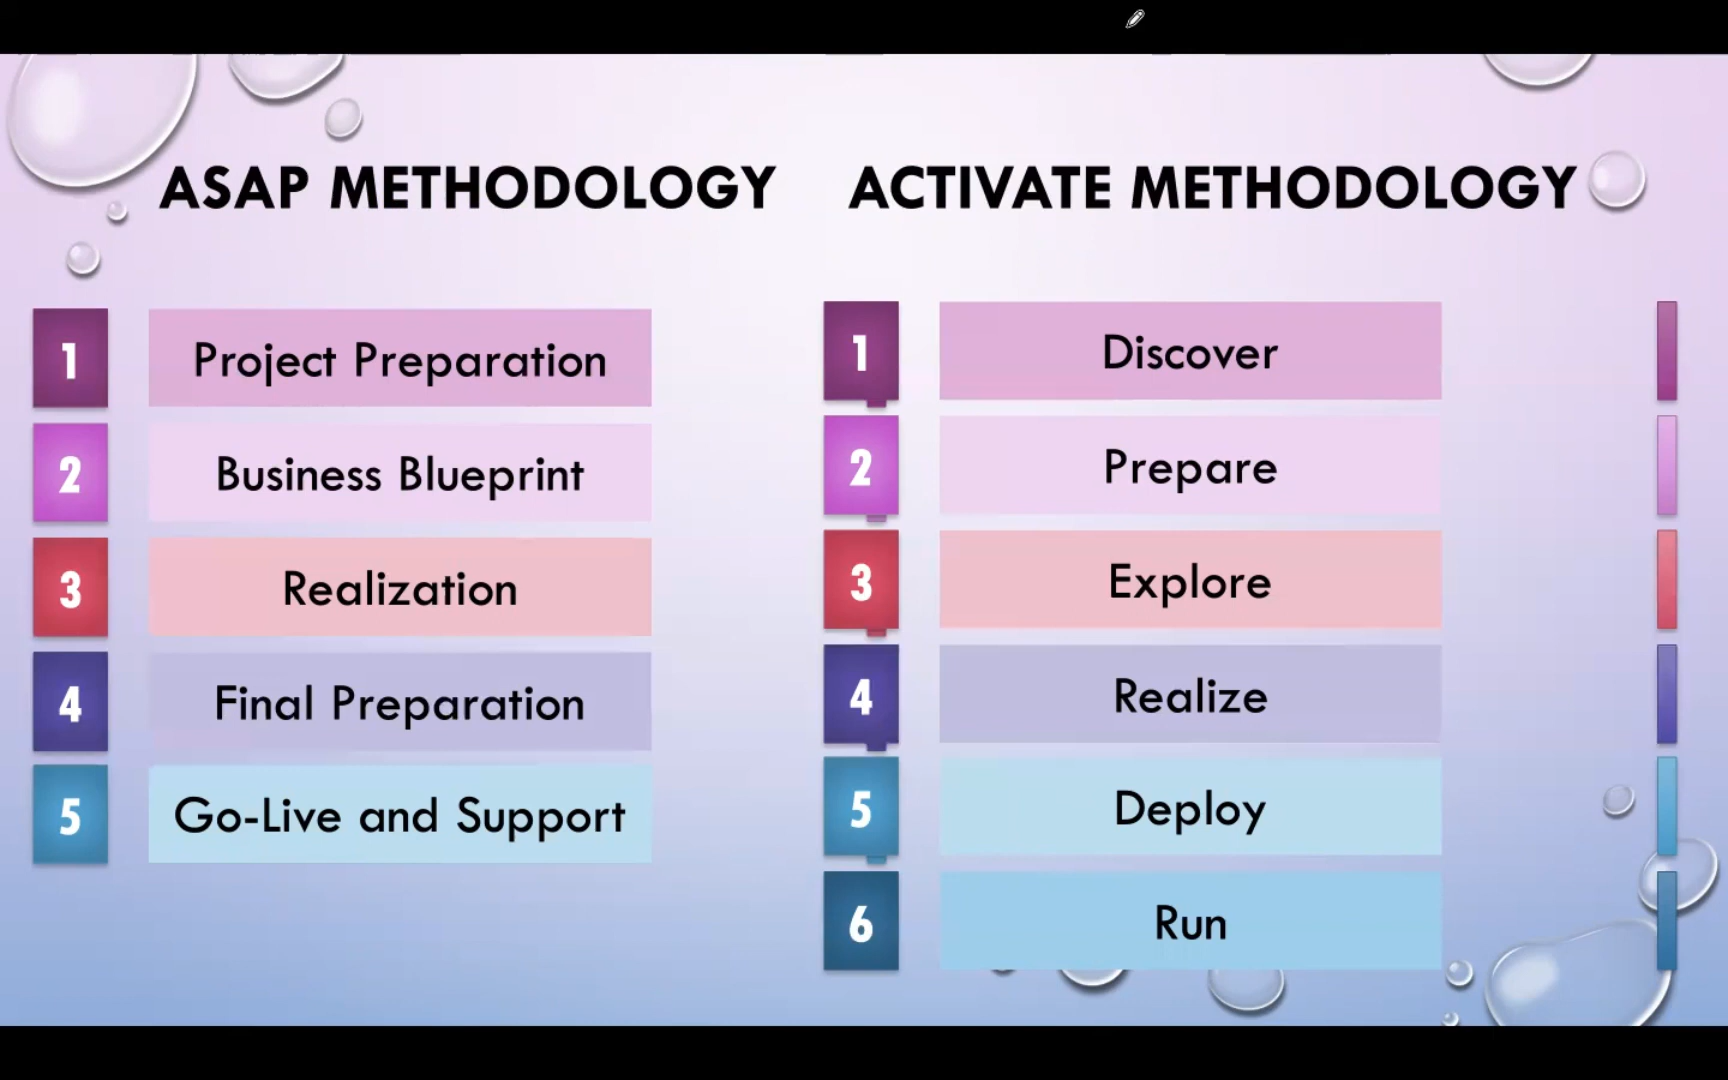 ASAP METHODOLOGY
ACTIVATE METHODOLOGY
1 Project Preparation
2 Business Blueprint
3 Realization
4 Final Preparation
5 Go-Live and Support
1 Discover
2 Prepare
3 Explore
4 Realize
5 Deploy
6 Run